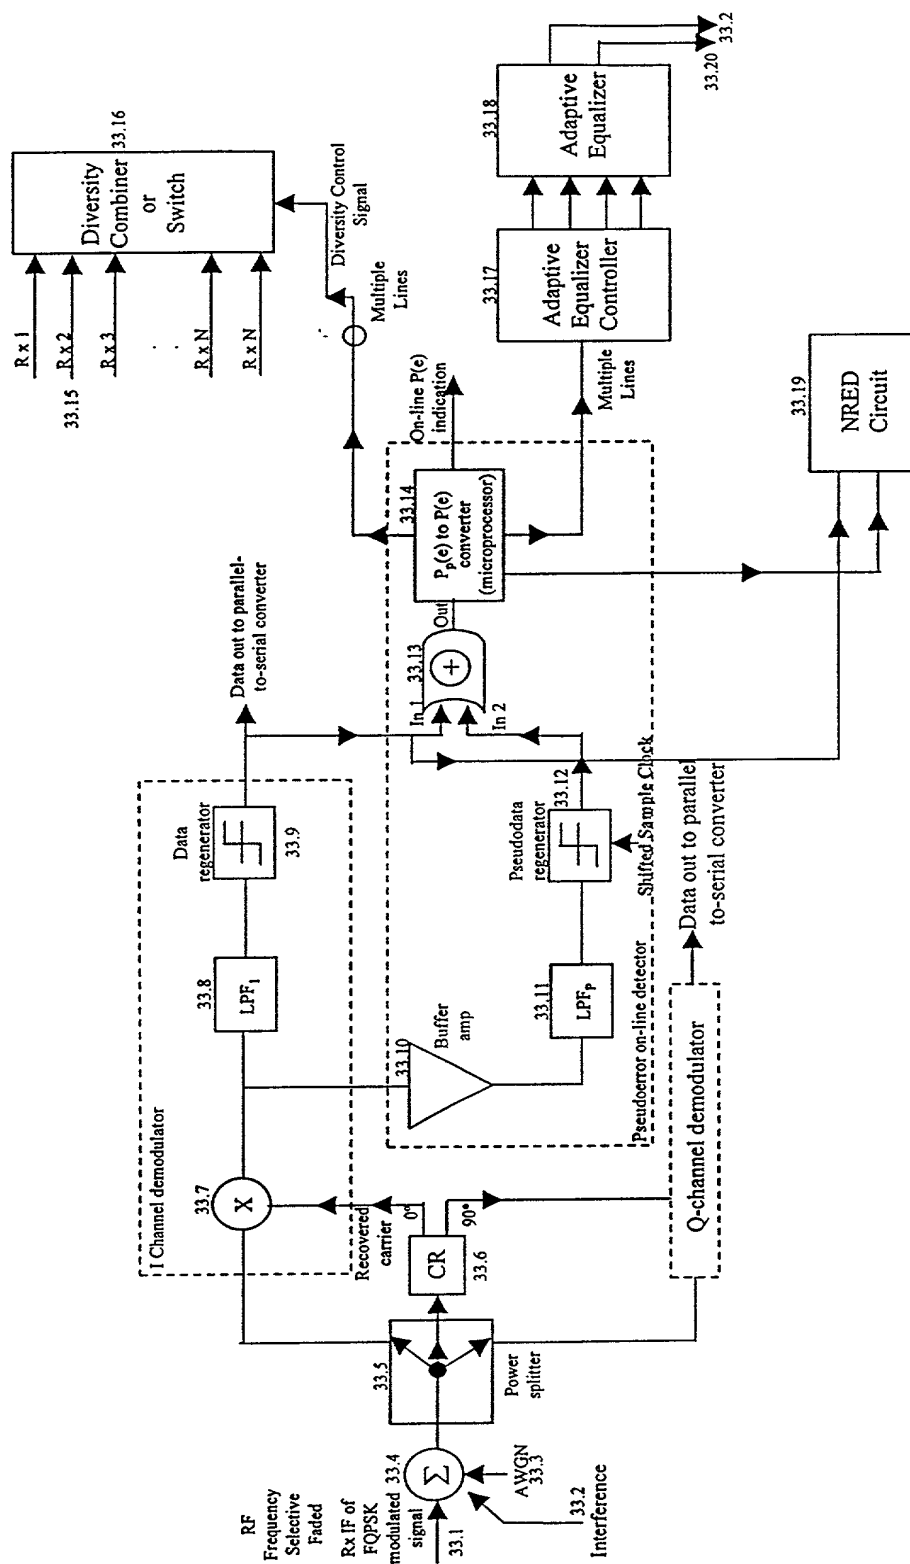 RF
Frequency
Selective
Faded
Rx IF of
FQPSK
modulated
signal
33.1
33.4
Σ
AWGN
33.3
33.2
Interference
33.5
Power
splitter
CR
33.6
0°
90°
Recovered
carrier
I Channel demodulator
33.7
X
33.8
LPF1
Data
regenerator
33.9
Data out to parallel-
to-serial converter
33.10
Buffer
amp
33.11
LPFP
Pseudodata
regenerator
33.12
Shifted Sample Clock
Pseudoerror on-line detector
In 1
In 2
33.13
+
Out
33.14
Pp(e) to P(e)
converter
(microprocessor)
On-line P(e)
indication
Q-channel demodulator
Data out to parallel
to-serial converter
Multiple
Lines
Diversity Control
Signal
Rx 1
Rx 2
Rx 3
Rx N
Rx N
33.15
Diversity
Combiner
or
Switch
33.16
Multiple
Lines
33.17
Adaptive
Equalizer
Controller
33.18
Adaptive
Equalizer
33.20
33.2
33.19
NRED
Circuit